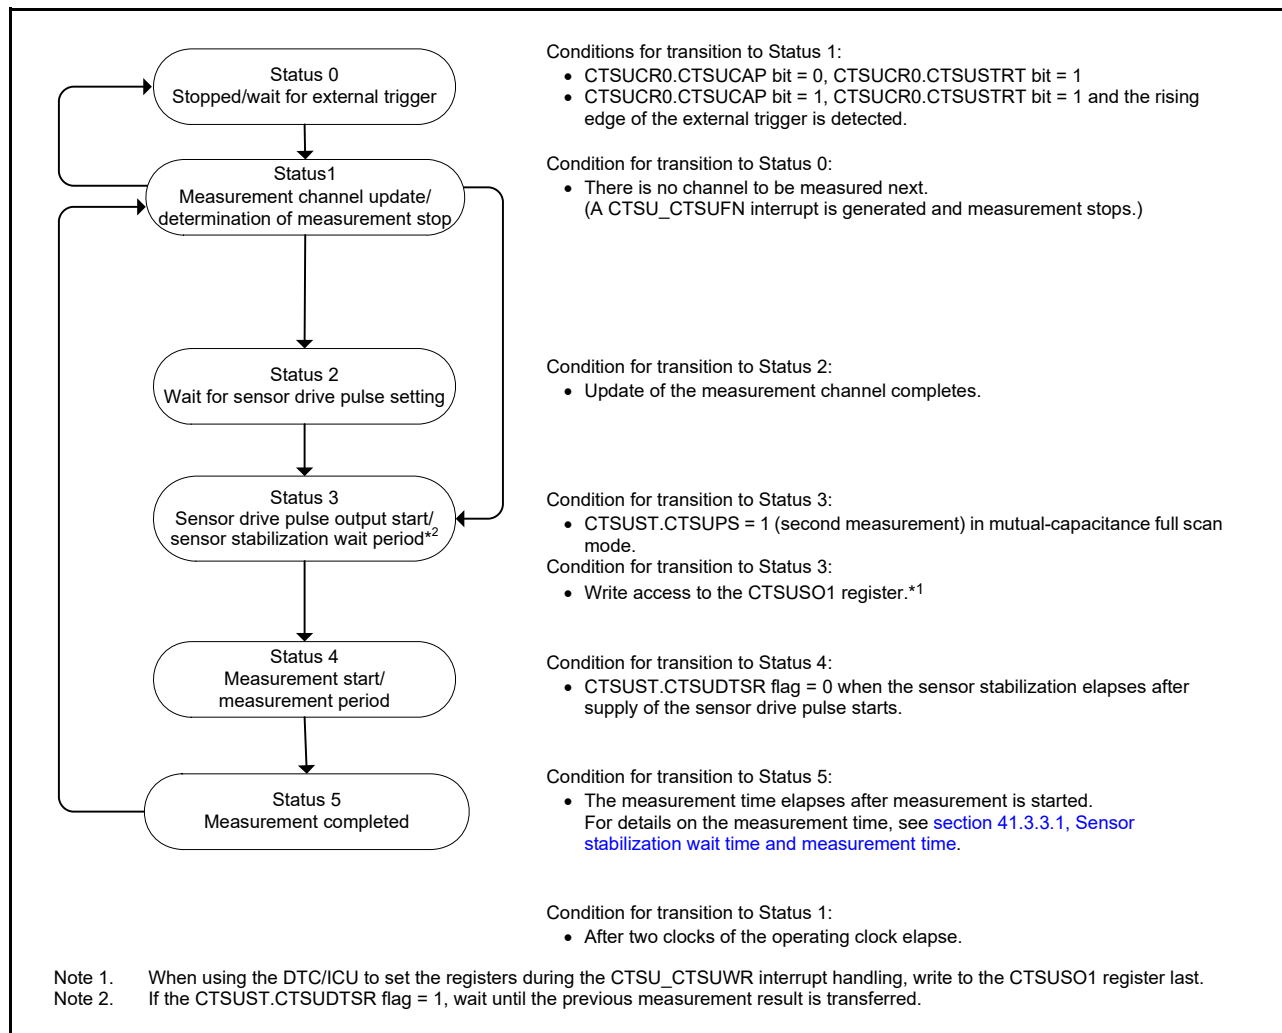 Status 0
Stopped/wait for external trigger
Conditions for transition to Status 1:
• CTSUCR0.CTSUCAP bit = 0, CTSUCR0.CTSUSTRT bit = 1
• CTSUCR0.CTSUCAP bit = 1, CTSUCR0.CTSUSTRT bit = 1 and the rising
edge of the external trigger is detected.
Status1
Measurement channel update/
determination of measurement stop
Condition for transition to Status 0:
• There is no channel to be measured next.
(A CTSU_CTSUFN interrupt is generated and measurement stops.)
Status 2
Wait for sensor drive pulse setting
Condition for transition to Status 2:
• Update of the measurement channel completes.
Status 3
Sensor drive pulse output start/
sensor stabilization wait period*2
Condition for transition to Status 3:
• CTSUST.CTSUPS = 1 (second measurement) in mutual-capacitance full scan
mode.
Condition for transition to Status 3:
• Write access to the CTSUSO1 register.*1
Status 4
Measurement start/
measurement period
Condition for transition to Status 4:
• CTSUST.CTSUDTSR flag = 0 when the sensor stabilization elapses after
supply of the sensor drive pulse starts.
Status 5
Measurement completed
Condition for transition to Status 5:
• The measurement time elapses after measurement is started.
For details on the measurement time, see section 41.3.3.1, Sensor
stabilization wait time and measurement time.
Condition for transition to Status 1:
• After two clocks of the operating clock elapse.
Note 1. When using the DTC/ICU to set the registers during the CTSU_CTSUWR interrupt handling, write to the CTSUSO1 register last.
Note 2. If the CTSUST.CTSUDTSR flag = 1, wait until the previous measurement result is transferred.